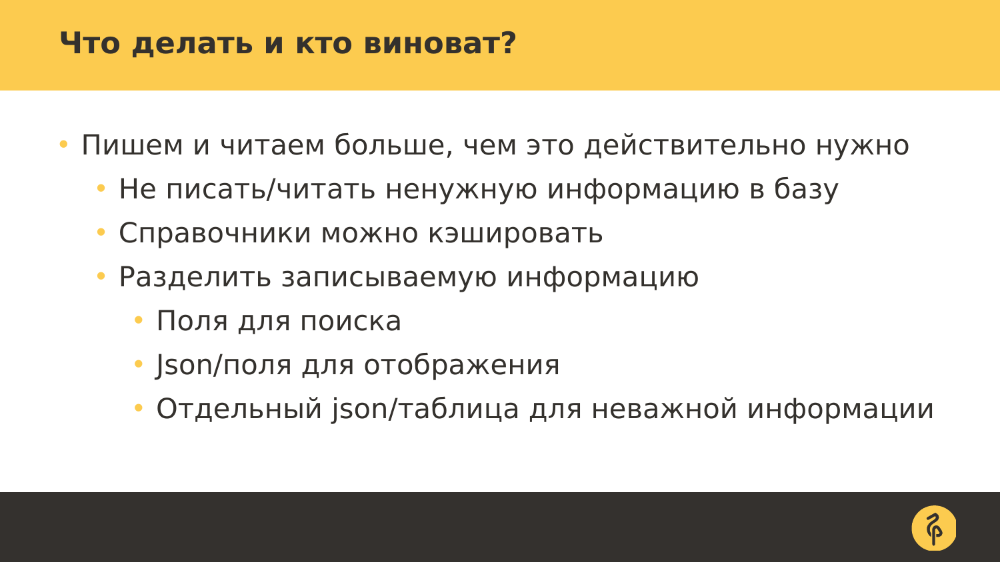 Что делать и кто виноват?
• Пишем и читаем больше, чем это действительно нужно
• Не писать/читать ненужную информацию в базу
• Справочники можно кэшировать
• Разделить записываемую информацию
• Поля для поиска
• Json/поля для отображения
• Отдельный json/таблица для неважной информации